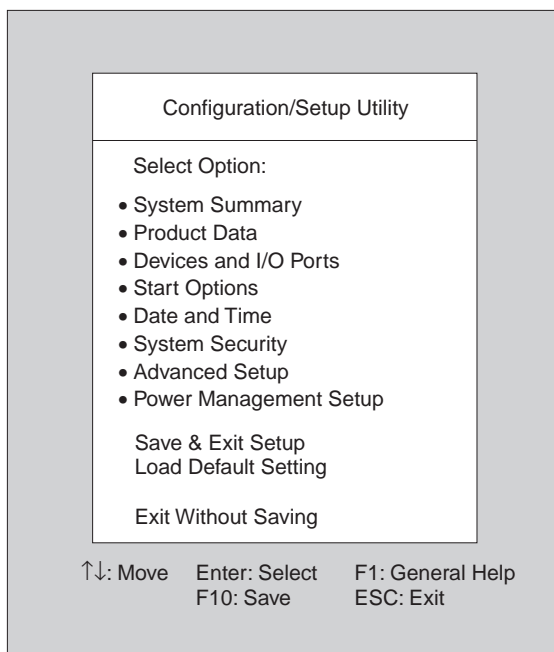 Configuration/Setup Utility
Select Option:
• System Summary
• Product Data
• Devices and I/O Ports
• Start Options
• Date and Time
• System Security
• Advanced Setup
• Power Management Setup
Save & Exit Setup
Load Default Setting
Exit Without Saving
↑↓: Move Enter: Select F1: General Help
F10: Save ESC: Exit